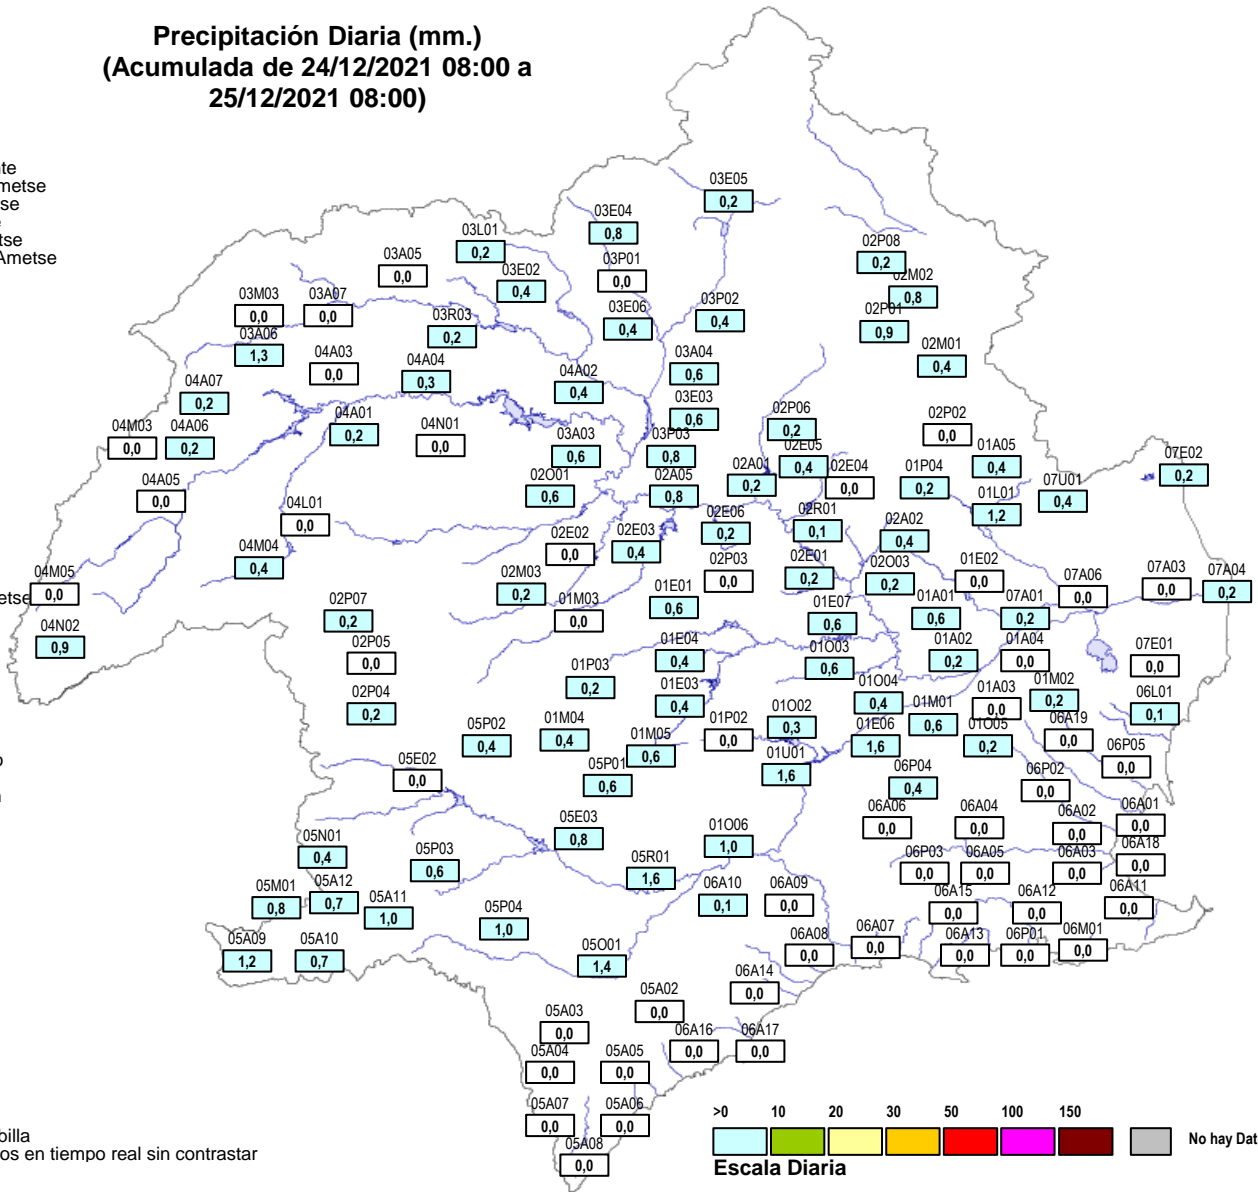 Precipitación Diaria (mm.)
(Acumulada de 24/12/2021 08:00 a
25/12/2021 08:00)
nte
metse
tse
e
tse
Ametse
etse
o
n
billa
os en tiempo real sin contrastar
03E05
0,2
03E04
0,8
03L01
0,2
02P08
0,2
03A05
0,0
03P01
0,0
03E02
0,4
02M02
0,8
03M03
0,0
03A07
0,0
03P02
0,4
03E06
0,4
02P01
0,9
03R03
0,2
03A06
1,3
02M01
0,4
04A03
0,0
03A04
0,6
04A04
0,3
04A02
0,4
04A07
0,2
03E03
0,6
02P06
0,2
04A01
0,2
02P02
0,0
04M03
0,0
04A06
0,2
04N01
0,0
03A03
0,6
03P03
0,8
02E05
0,4
01A05
0,4
07E02
0,2
02A01
0,2
02E04
0,0
01P04
0,2
04A05
0,0
02O01
0,6
02A05
0,8
07U01
0,4
01L01
1,2
04L01
0,0
02R01
0,1
02E06
0,2
02A02
0,4
02E02
0,0
02E03
0,4
04M04
0,4
02P03
0,0
02E01
0,2
02O03
0,2
01E02
0,0
07A03
0,0
07A04
0,2
04M05
0,0
02M03
0,2
01E01
0,6
07A06
0,0
02P07
0,2
01M03
0,0
01E07
0,6
01A01
0,6
07A01
0,2
04N02
0,9
02P05
0,0
01E04
0,4
01O03
0,6
01A02
0,2
01A04
0,0
07E01
0,0
01P03
0,2
01E03
0,4
01O04
0,4
01A03
0,0
01M02
0,2
02P04
0,2
06L01
0,1
01O02
0,3
01M01
0,6
05P02
0,4
01M04
0,4
01M05
0,6
01P02
0,0
01E06
1,6
01O05
0,2
06A19
0,0
06P05
0,0
05E02
0,0
05P01
0,6
01U01
1,6
06P04
0,4
06P02
0,0
05E03
0,8
06A06
0,0
06A04
0,0
06A02
0,0
06A01
0,0
05N01
0,4
01O06
1,0
05P03
0,6
05R01
1,6
06P03
0,0
06A05
0,0
06A03
0,0
06A18
0,0
05M01
0,8
05A12
0,7
05A11
1,0
06A10
0,1
06A09
0,0
06A15
0,0
06A12
0,0
06A11
0,0
05P04
1,0
05A09
1,2
05A10
0,7
05O01
1,4
06A08
0,0
06A07
0,0
06A13
0,0
06P01
0,0
06M01
0,0
06A14
0,0
05A02
0,0
05A03
0,0
06A16
0,0
06A17
0,0
05A04
0,0
05A05
0,0
05A07
0,0
05A06
0,0
05A08
0,0
>0 10 20 30 50 100 150
No hay Dat
Escala Diaria